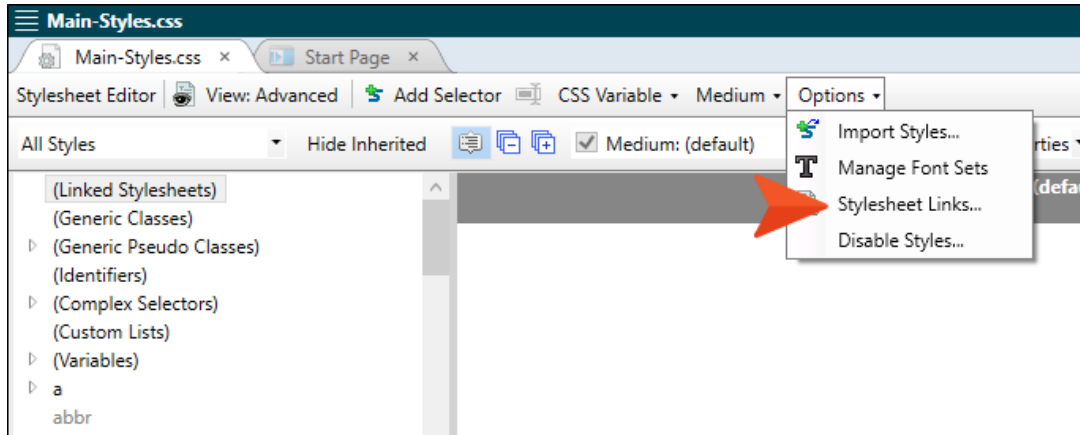 Main-Styles.css
Main-Styles.css × Start Page ×
Stylesheet Editor View: Advanced Add Selector CSS Variable Medium Options
All Styles Hide Inherited Medium: (default)
Import Styles...
Manage Font Sets
Stylesheet Links...
Disable Styles...
(Linked Stylesheets)
(Generic Classes)
(Generic Pseudo Classes)
(Identifiers)
(Complex Selectors)
(Custom Lists)
(Variables)
a
abbr